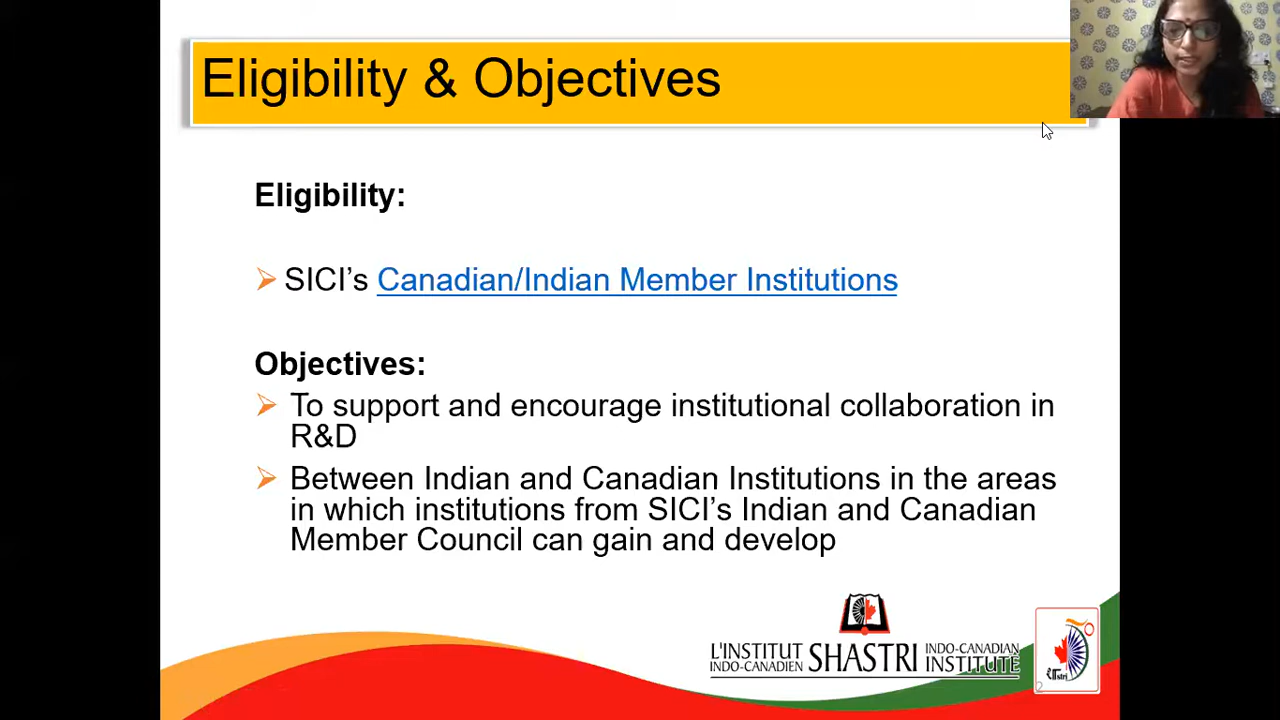 Eligibility & Objectives
Eligibility:
SICI’s Canadian/Indian Member Institutions
Objectives:
To support and encourage institutional collaboration in
R&D
Between Indian and Canadian Institutions in the areas
in which institutions from SICI’s Indian and Canadian
Member Council can gain and develop
L'INSTITUT SHASTRI INDO-CANADIAN
INDO-CANADIEN INSTITUTE
2